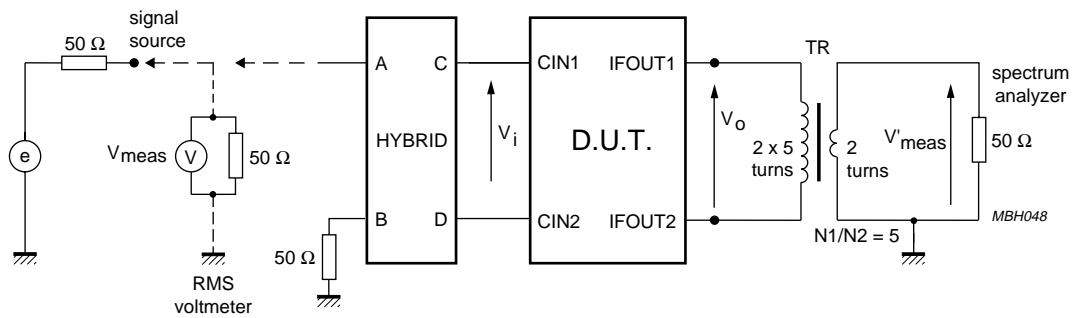 signal
source
50 Ω
e
Vmeas
V
50 Ω
RMS
voltmeter
50 Ω
A
B
C
D
HYBRID
Vi
CIN1
CIN2
IFOUT1
IFOUT2
D.U.T.
Vo
TR
2 x 5
turns
2
turns
N1/N2 = 5
V'meas
spectrum
analyzer
50 Ω
MBH048